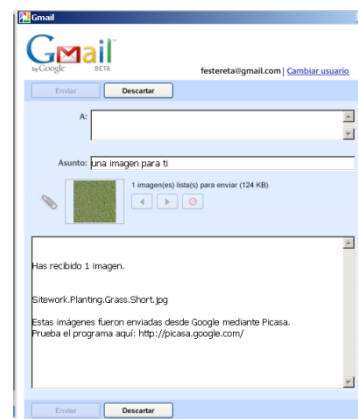 Gmail
Gmail
by Google BETA
festereta@gmail.com | Cambiar usuario
Enviar Descartar
A:
Asunto: una imagen para ti
1 imagen(es) lista(s) para enviar (124 KB)
Has recibido 1 imagen.
Sitework.Planting.Grass.Short.jpg
Estas imágenes fueron enviadas desde Google mediante Picasa.
Prueba el programa aquí: http://picasa.google.com/
Enviar Descartar